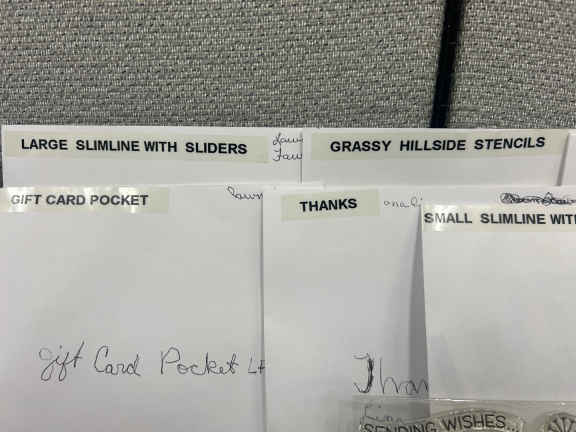 LARGE SLIMLINE WITH SLIDERS
GRASSY HILLSIDE STENCILS
GIFT CARD POCKET
THANKS
SMALL SLIMLINE WITH
Gift Card Pocket LF
SENDING WISHES...